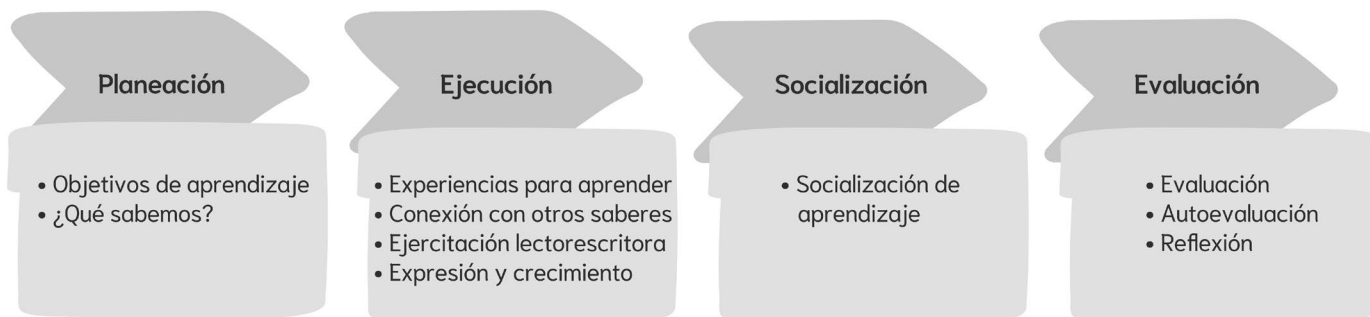 Planeación
• Objetivos de aprendizaje
• ¿Qué sabemos?
Ejecución
• Experiencias para aprender
• Conexión con otros saberes
• Ejercitación lectorescritora
• Expresión y crecimiento
Socialización
• Socialización de
aprendizaje
Evaluación
• Evaluación
• Autoevaluación
• Reflexión